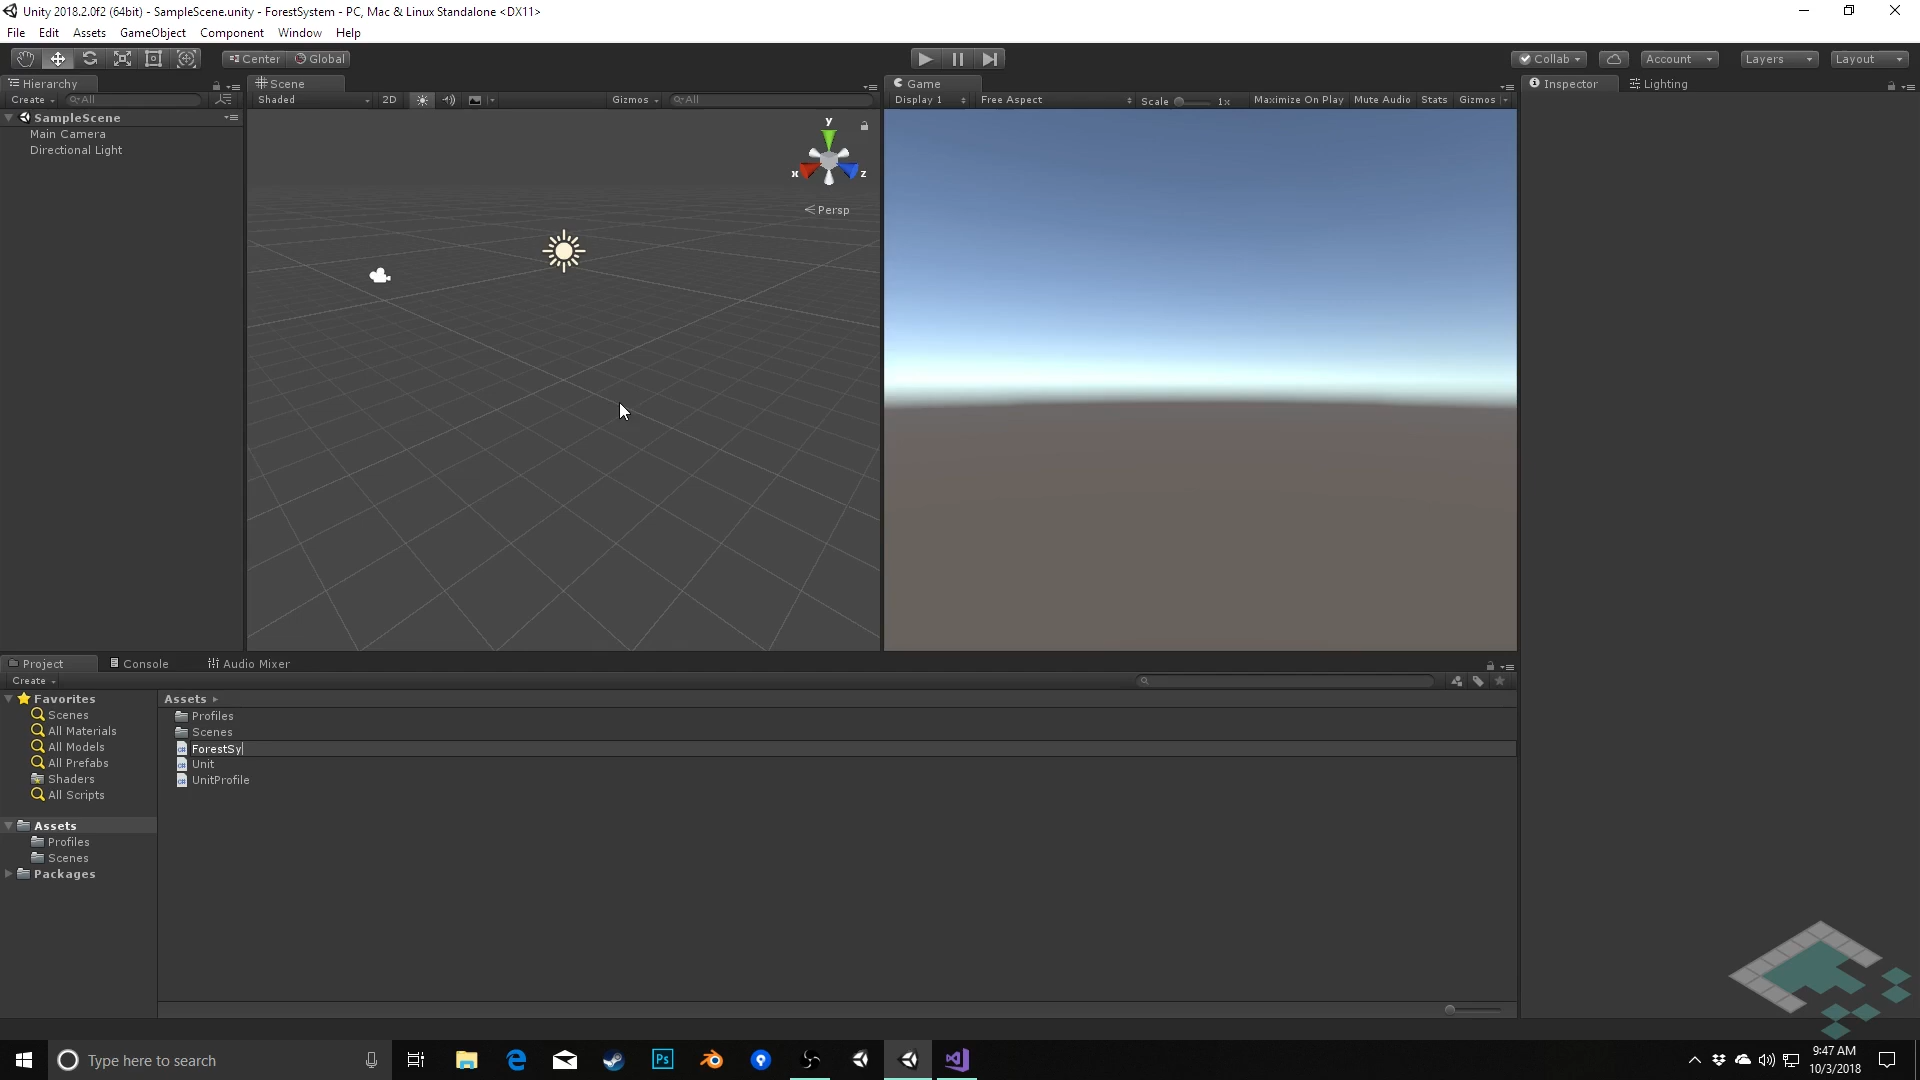 Unity 2018.2.0f2 (64bit) - SampleScene.unity - ForestSystem - PC, Mac & Linux Standalone <DX11>
File Edit Assets GameObject Component Window Help
Center Global Collab Account Layers Layout
Hierarchy Scene Game Inspector Lighting
Create All Shaded 2D Gizmos All Display 1 Free Aspect Scale 1x Maximize On Play Mute Audio Stats Gizmos
SampleScene
Main Camera
Directional Light
y
x z
Persp
Project Console Audio Mixer
Create
Favorites
Scenes
All Materials
All Models
All Prefabs
Shaders
All Scripts
Assets
Profiles
Scenes
Packages
Assets
Profiles
Scenes
ForestSy
Unit
UnitProfile
Type here to search
Ps
9:47 AM
10/3/2018